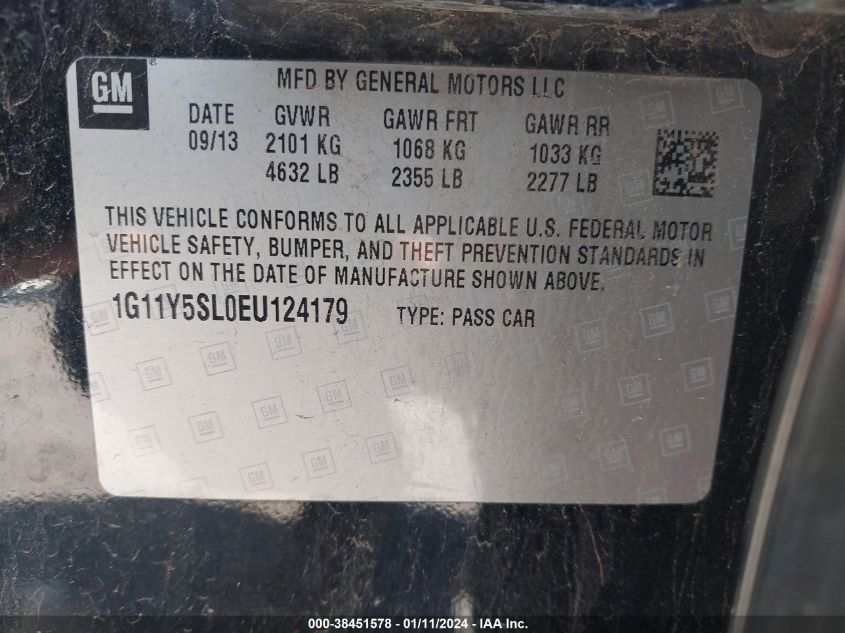 GM
MFD BY GENERAL MOTORS LLC
DATE GVWR GAWR FRT GAWR RR
09/13 2101 KG 1068 KG 1033 KG
4632 LB 2355 LB 2277 LB
THIS VEHICLE CONFORMS TO ALL APPLICABLE U.S. FEDERAL MOTOR
VEHICLE SAFETY, BUMPER, AND THEFT PREVENTION STANDARDS IN
EFFECT ON THE DATE OF MANUFACTURE SHOWN ABOVE.
1G11Y5SL0EU124179 TYPE: PASS CAR
000-38451578 - 01/11/2024 - IAA Inc.